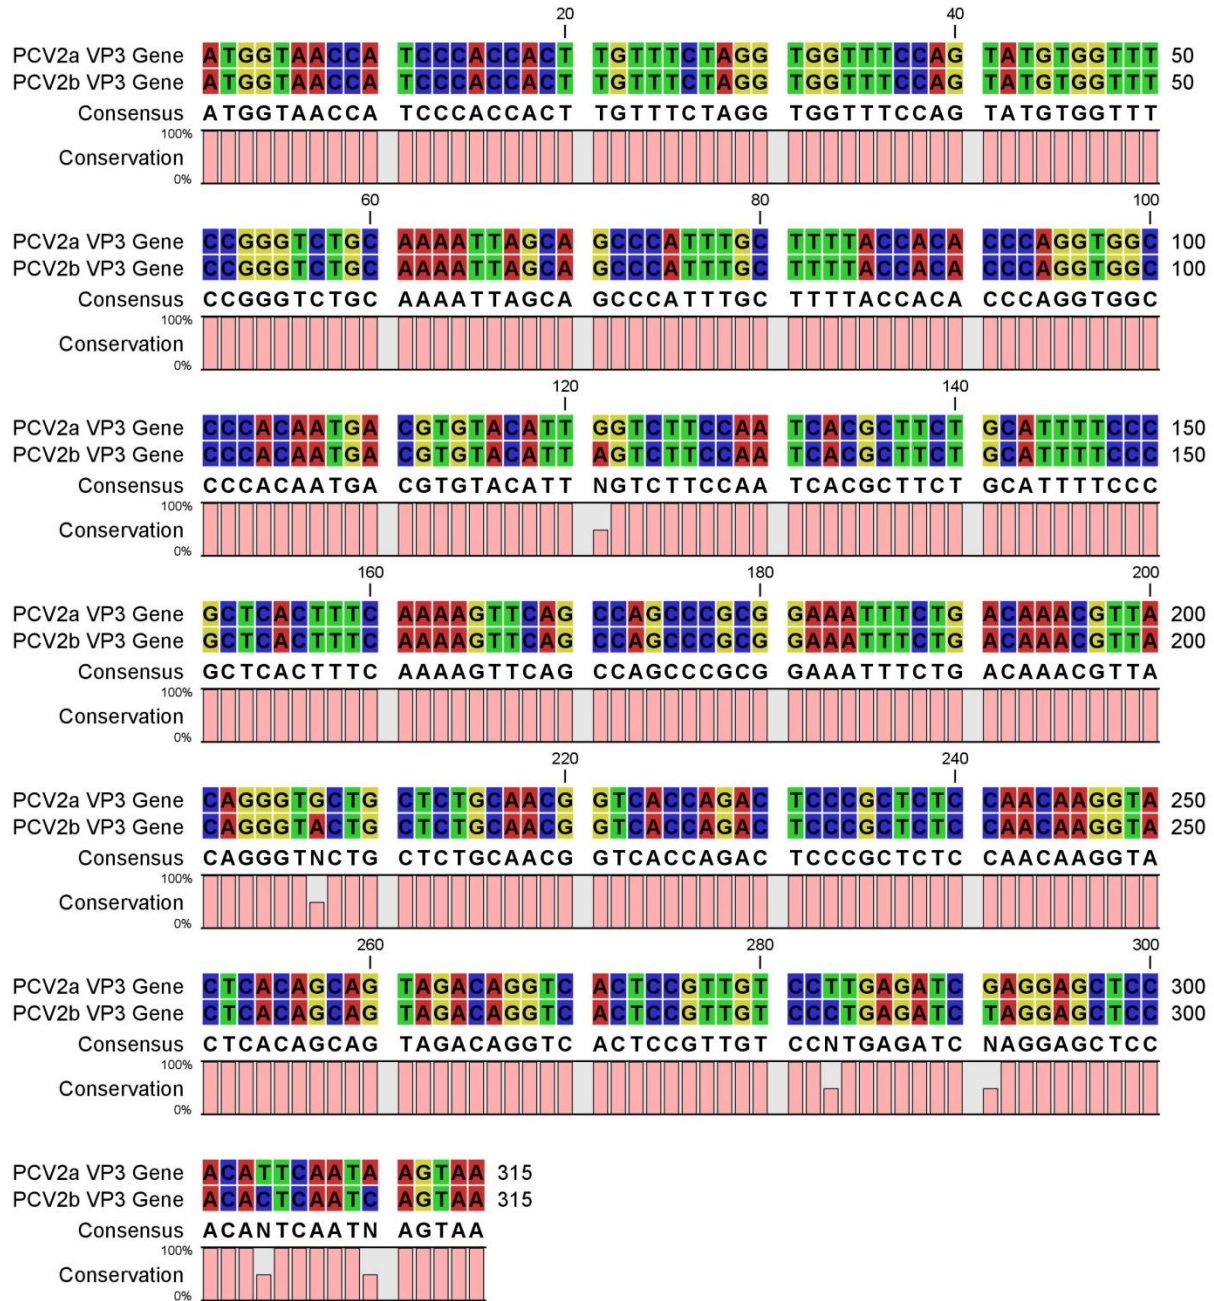 20 40
PCV2a VP3 Gene ATGGTAACCA TCCCACCACT TGTTTCTAGG TGGTTTCCAG TATGTGGTTT 50
PCV2b VP3 Gene ATGGTAACCA TCCCACCACT TGTTTCTAGG TGGTTTCCAG TATGTGGTTT 50
Consensus ATGGTAACCA TCCCACCACT TGTTTCTAGG TGGTTTCCAG TATGTGGTTT
100%
Conservation
0%
60 80 100
PCV2a VP3 Gene CCGGGTCTGC AAAATTAGCA GCCCATTTGC TTTTACCACA CCCAGGTGGC 100
PCV2b VP3 Gene CCGGGTCTGC AAAATTAGCA GCCCATTTGC TTTTACCACA CCCAGGTGGC 100
Consensus CCGGGTCTGC AAAATTAGCA GCCCATTTGC TTTTACCACA CCCAGGTGGC
100%
Conservation
0%
120 140
PCV2a VP3 Gene CCCACAATGA CGTGTACATT GGTCTTCCAA TCACGCTTCT GCATTTTCCC 150
PCV2b VP3 Gene CCCACAATGA CGTGTACATT AGTCTTCCAA TCACGCTTCT GCATTTTCCC 150
Consensus CCCACAATGA CGTGTACATT NGTCTTCCAA TCACGCTTCT GCATTTTCCC
100%
Conservation
0%
160 180 200
PCV2a VP3 Gene GCTCACTTTC AAAAGTTCAG CCAGCCCGCG GAAATTTCTG ACAAACGTTA 200
PCV2b VP3 Gene GCTCACTTTC AAAAGTTCAG CCAGCCCGCG GAAATTTCTG ACAAACGTTA 200
Consensus GCTCACTTTC AAAAGTTCAG CCAGCCCGCG GAAATTTCTG ACAAACGTTA
100%
Conservation
0%
220 240
PCV2a VP3 Gene CAGGGTGCTG CTCTGCAACG GTCACCAGAC TCCCGCTCTC CAACAAGGTA 250
PCV2b VP3 Gene CAGGGTACTG CTCTGCAACG GTCACCAGAC TCCCGCTCTC CAACAAGGTA 250
Consensus CAGGGTNCTG CTCTGCAACG GTCACCAGAC TCCCGCTCTC CAACAAGGTA
100%
Conservation
0%
260 280 300
PCV2a VP3 Gene CTCACAGCAG TAGACAGGTC ACTCCGTTGT CCTTGAGATC GAGGAGCTCC 300
PCV2b VP3 Gene CTCACAGCAG TAGACAGGTC ACTCCGTTGT CCCTGAGATC TAGGAGCTCC 300
Consensus CTCACAGCAG TAGACAGGTC ACTCCGTTGT CCNTGAGATC NAGGAGCTCC
100%
Conservation
0%
PCV2a VP3 Gene ACATTCAATA AGTAA 315
PCV2b VP3 Gene ACACTCAATC AGTAA 315
Consensus ACANTCAATN AGTAA
100%
Conservation
0%